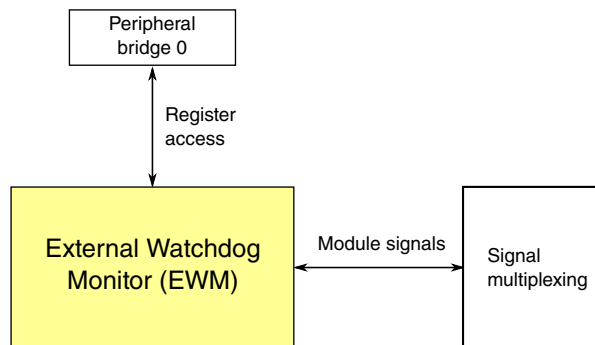 Peripheral
bridge 0
Register
access
External Watchdog
Monitor (EWM)
Module signals
Signal
multiplexing